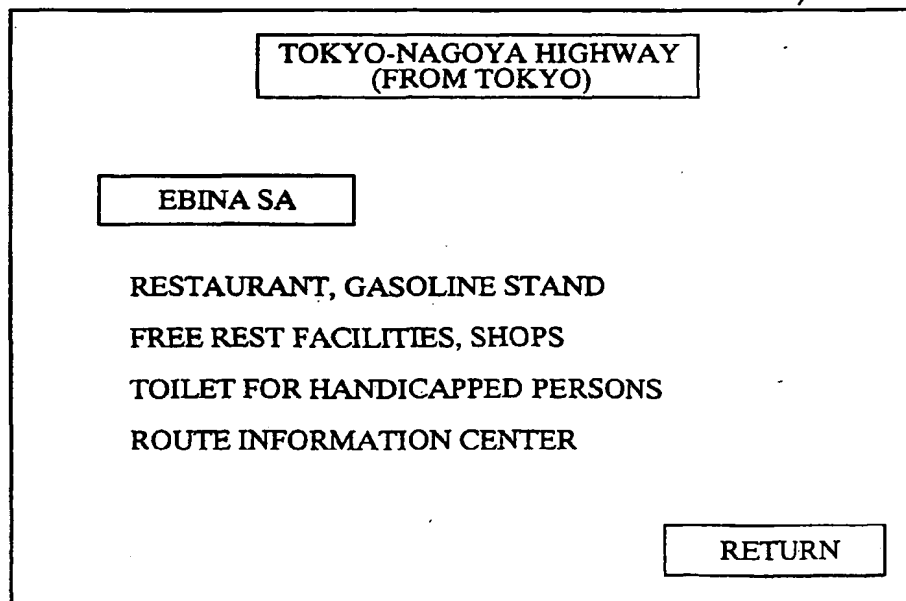 TOKYO-NAGOYA HIGHWAY
(FROM TOKYO)
EBINA SA
RESTAURANT, GASOLINE STAND
FREE REST FACILITIES, SHOPS
TOILET FOR HANDICAPPED PERSONS
ROUTE INFORMATION CENTER
RETURN